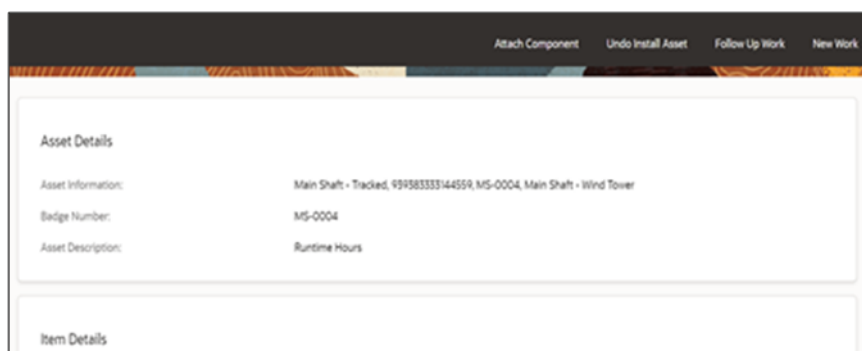 Attach Component Undo Install Asset Follow Up Work New Work
Asset Details
Asset Information: Main Shaft - Tracked, 939383333144559, MS-0004, Main Shaft - Wind Tower
Badge Number: MS-0004
Asset Description: Runtime Hours
Item Details